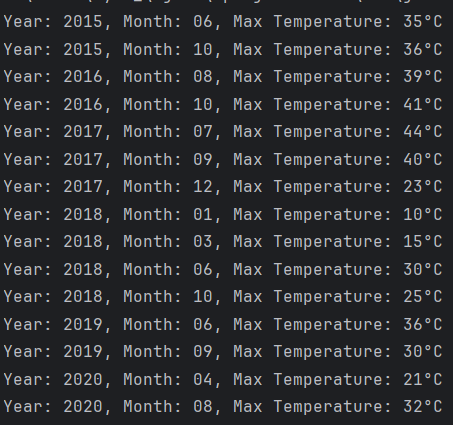 Year: 2015, Month: 06, Max Temperature: 35°C
Year: 2015, Month: 10, Max Temperature: 36°C
Year: 2016, Month: 08, Max Temperature: 39°C
Year: 2016, Month: 10, Max Temperature: 41°C
Year: 2017, Month: 07, Max Temperature: 44°C
Year: 2017, Month: 09, Max Temperature: 40°C
Year: 2017, Month: 12, Max Temperature: 23°C
Year: 2018, Month: 01, Max Temperature: 10°C
Year: 2018, Month: 03, Max Temperature: 15°C
Year: 2018, Month: 06, Max Temperature: 30°C
Year: 2018, Month: 10, Max Temperature: 25°C
Year: 2019, Month: 06, Max Temperature: 36°C
Year: 2019, Month: 09, Max Temperature: 30°C
Year: 2020, Month: 04, Max Temperature: 21°C
Year: 2020, Month: 08, Max Temperature: 32°C